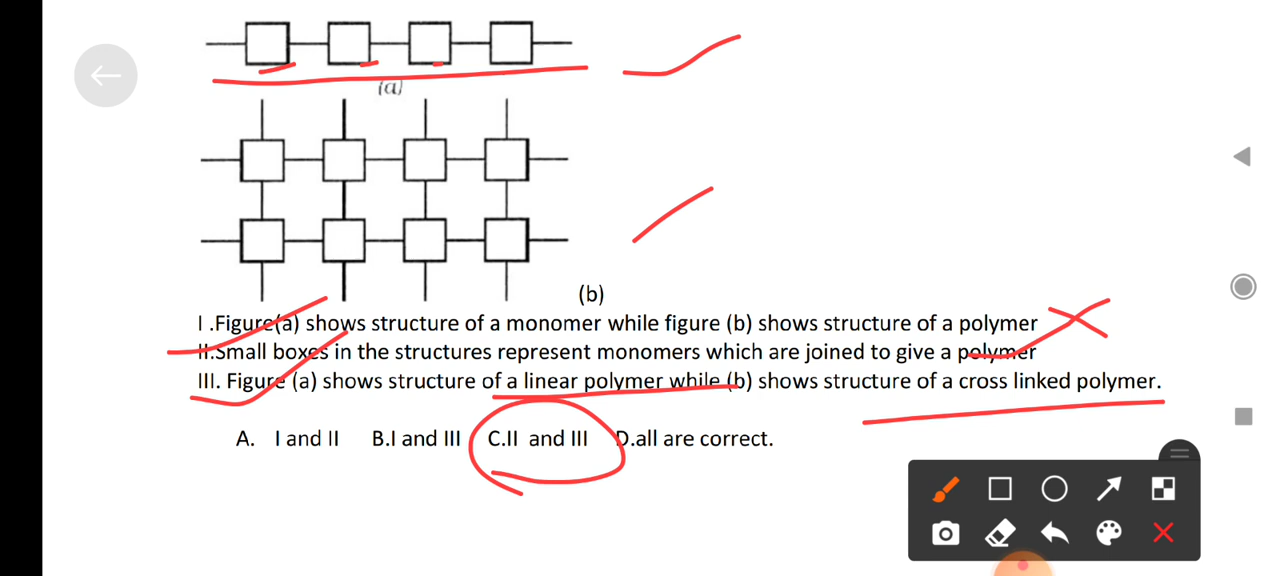 (a)
(b)
I .Figure(a) shows structure of a monomer while figure (b) shows structure of a polymer
II.Small boxes in the structures represent monomers which are joined to give a polymer
III. Figure (a) shows structure of a linear polymer while (b) shows structure of a cross linked polymer.
A. I and II B.I and III C.II and III D.all are correct.